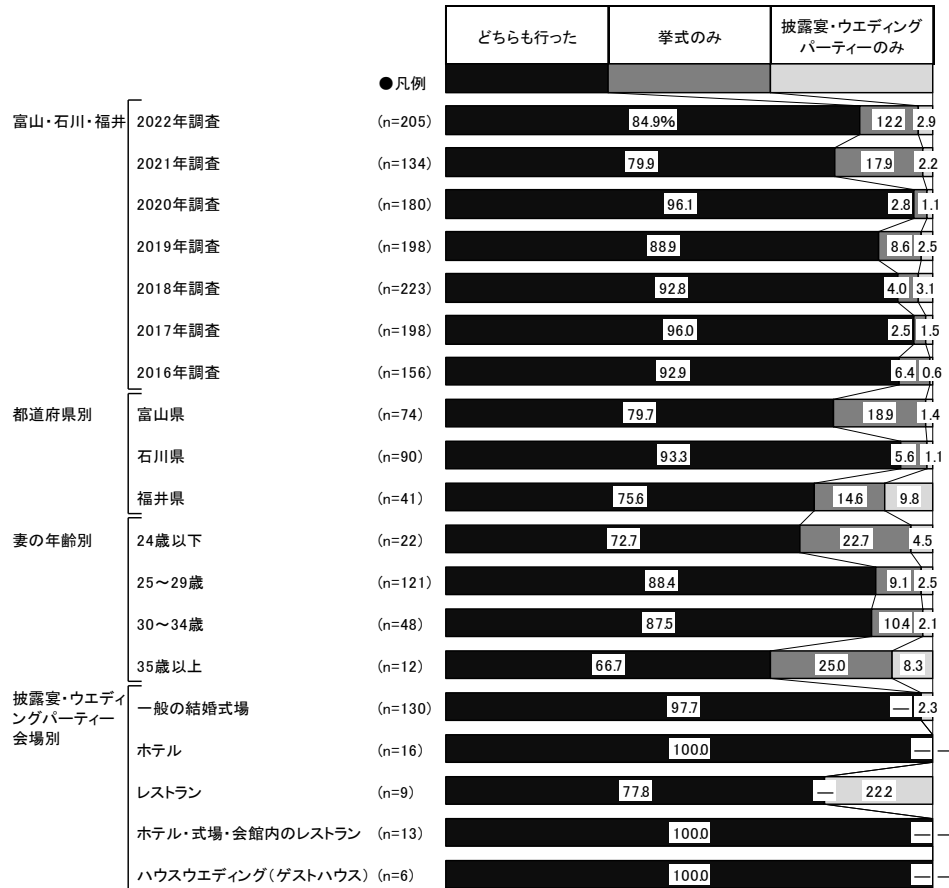 どちらも行った 挙式のみ 披露宴・ウエディング
パーティーのみ
●凡例
富山・石川・福井 2022年調査 (n=205) 84.9% 12.2 2.9
2021年調査 (n=134) 79.9 17.9 2.2
2020年調査 (n=180) 96.1 2.8 1.1
2019年調査 (n=198) 88.9 8.6 2.5
2018年調査 (n=223) 92.8 4.0 3.1
2017年調査 (n=198) 96.0 2.5 1.5
2016年調査 (n=156) 92.9 6.4 0.6
都道府県別 富山県 (n=74) 79.7 18.9 1.4
石川県 (n=90) 93.3 5.6 1.1
福井県 (n=41) 75.6 14.6 9.8
妻の年齢別 24歳以下 (n=22) 72.7 22.7 4.5
25～29歳 (n=121) 88.4 9.1 2.5
30～34歳 (n=48) 87.5 10.4 2.1
35歳以上 (n=12) 66.7 25.0 8.3
披露宴・ウエディ
ングパーティー
会場別
一般の結婚式場 (n=130) 97.7 ― 2.3
ホテル (n=16) 100.0 ― ―
レストラン (n=9) 77.8 ― 22.2
ホテル・式場・会館内のレストラン (n=13) 100.0 ― ―
ハウスウエディング(ゲストハウス) (n=6) 100.0 ― ―